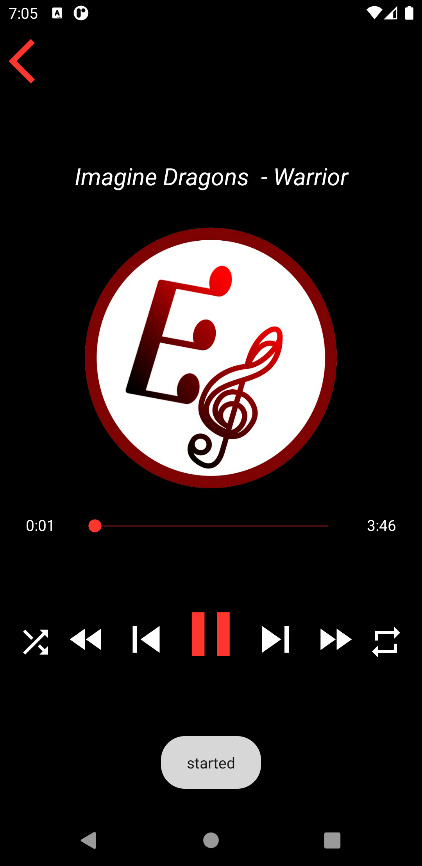 7:05
Imagine Dragons  - Warrior
E
0:01
3:46
started